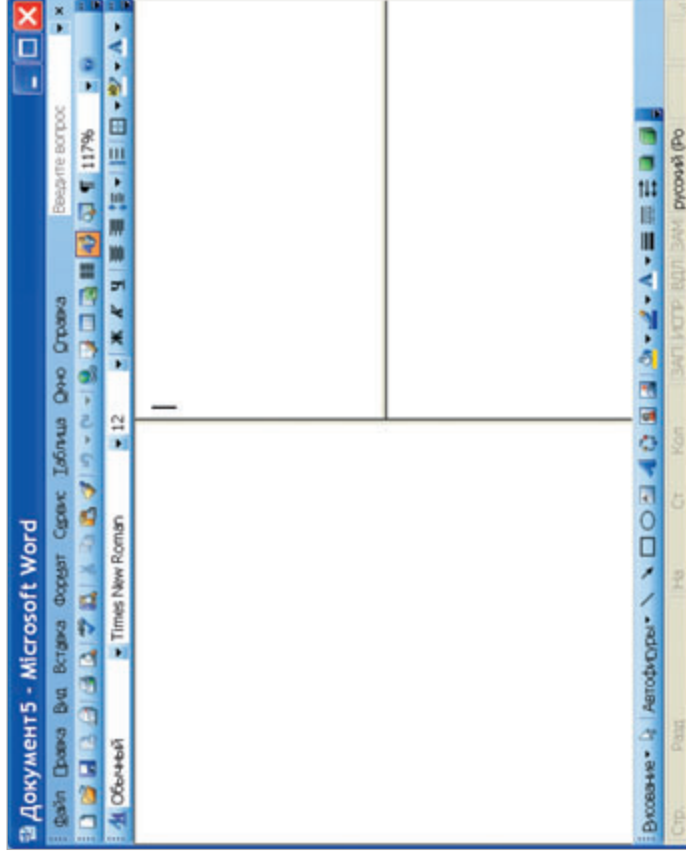 Документ5 - Microsoft Word
Файл Правка Вид Вставка Формат Сервис Таблица Окно Справка Введите вопрос
117%
Обычный Times New Roman 12 Ж К Ч
Рисование Автофигуры
Стр. Разд На Ст Кол ЗАП ИСПР ВДЛ ЗАМ русский (Ро